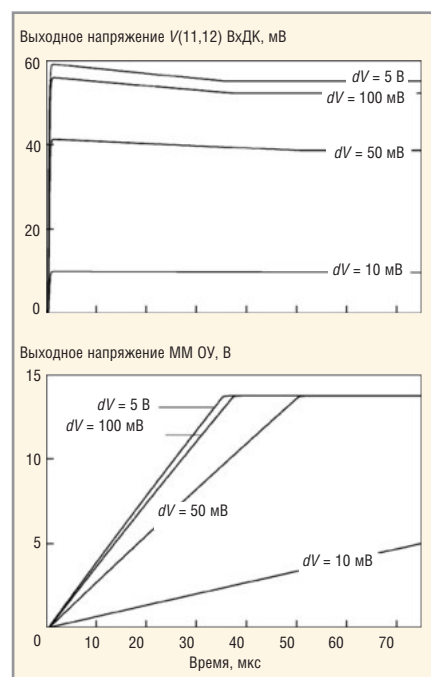 Выходное напряжение V(11,12) ВхДК, мВ
60
dV = 5 В
dV = 100 мВ
40
dV = 50 мВ
20
dV = 10 мВ
0
Выходное напряжение ММ ОУ, В
15
dV = 5 В
dV = 100 мВ
10
dV = 50 мВ
5
dV = 10 мВ
0 10 20 30 40 50 60 70
Время, мкс